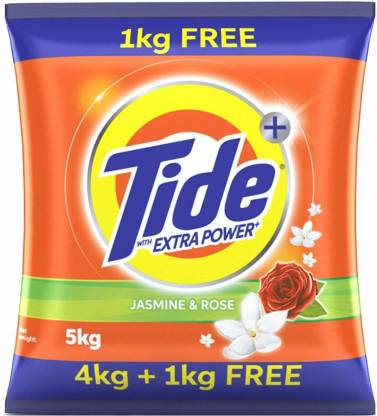 1kg FREE
+
Tide
WITH EXTRA POWER+
JASMINE & ROSE
5kg
4kg + 1kg FREE